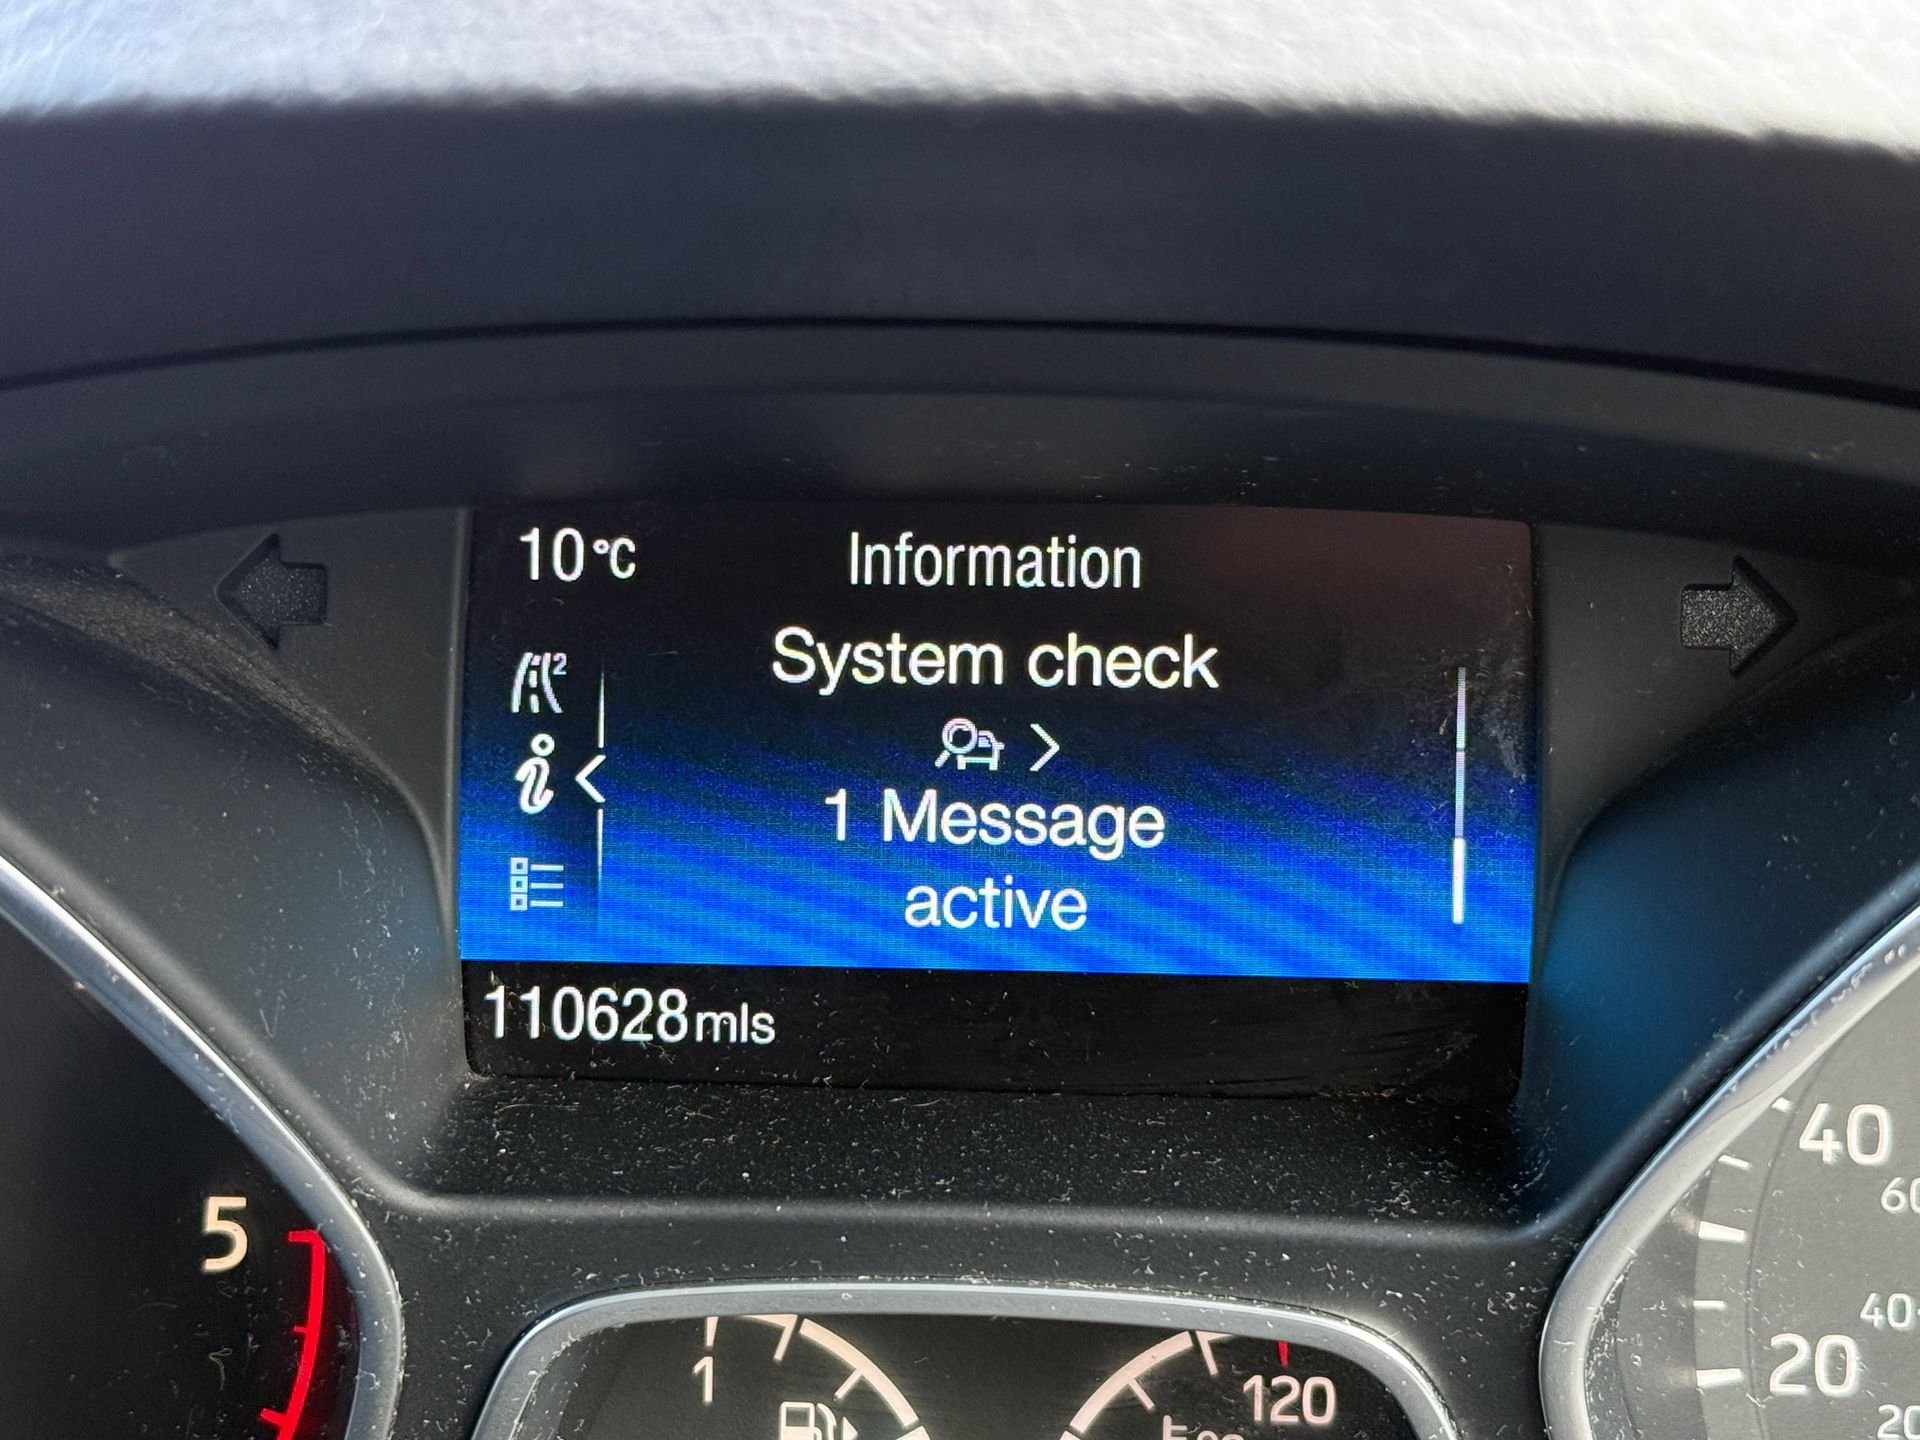 10°C
Information
System check
1 Message
active
110628mls
5
40
20
1
120